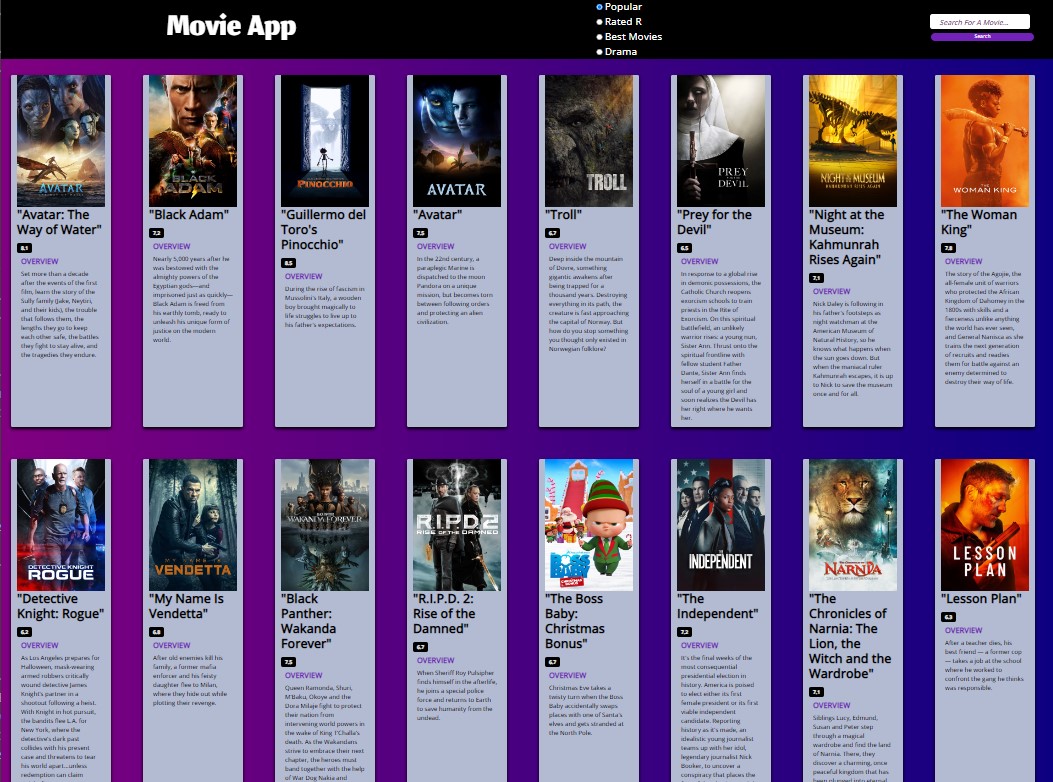 Movie App
Popular
Rated R
Best Movies
Drama
Search For A Movie...
Search
AVATAR
"Avatar: The
Way of Water"
8.1
OVERVIEW
Set more than a decade
after the events of the first
film, learn the story of the
Sully family (Jake, Neytiri,
and their kids), the trouble
that follows them, the
lengths they go to keep
each other safe, the battles
they fight to stay alive, and
the tragedies they endure.
BLACK
ADAM
"Black Adam"
7.2
OVERVIEW
Nearly 5,000 years after he
was bestowed with the
almighty powers of the
Egyptian gods—and
imprisoned just as quickly—
Black Adam is freed from
his earthly tomb, ready to
unleash his unique form of
justice on the modern
world.
PINOCCHIO
"Guillermo del
Toro's
Pinocchio"
8.5
OVERVIEW
During the rise of fascism in
Mussolini's Italy, a wooden
boy brought magically to
life struggles to live up to
his father's expectations.
AVATAR
"Avatar"
7.5
OVERVIEW
In the 22nd century, a
paraplegic Marine is
dispatched to the moon
Pandora on a unique
mission, but becomes torn
between following orders
and protecting an alien
civilization.
TROLL
"Troll"
6.7
OVERVIEW
Deep inside the mountain
of Dovre, something
gigantic awakens after
being trapped for a
thousand years. Destroying
everything in its path, the
creature is fast approaching
the capital of Norway. But
how do you stop something
you thought only existed in
Norwegian folklore?
PREY
DEVIL
"Prey for the
Devil"
6.5
OVERVIEW
In response to a global rise
in demonic possessions, the
Catholic Church reopens
exorcism schools to train
priests in the Rite of
Exorcism. On this spiritual
battlefield, an unlikely
warrior rises: a young nun,
Sister Ann. Thrust onto the
spiritual frontline with
fellow student Father
Dante, Sister Ann finds
herself in a battle for the
soul of a young girl and
soon realizes the Devil has
her right where he wants
her.
NIGHT AT THE MUSEUM
KAHMUNRAH RISES AGAIN
"Night at the
Museum:
Kahmunrah
Rises Again"
7.1
OVERVIEW
Nick Daley is following in
his father's footsteps as
night watchman at the
American Museum of
Natural History, so he
knows what happens when
the sun goes down. But
when the maniacal ruler
Kahmunrah escapes, it is up
to Nick to save the museum
once and for all.
THE
WOMAN KING
"The Woman
King"
7.8
OVERVIEW
The story of the Agojie, the
all-female unit of warriors
who protected the African
Kingdom of Dahomey in the
1800s with skills and a
fierceness unlike anything
the world has ever seen,
and General Nanisca as she
trains the next generation
of recruits and readies
them for battle against an
enemy determined to
destroy their way of life.
DETECTIVE KNIGHT
ROGUE
"Detective
Knight: Rogue"
6.2
OVERVIEW
As Los Angeles prepares for
Halloween, mask-wearing
armed robbers critically
wound detective James
Knight's partner in a
shootout following a heist.
With Knight in hot pursuit,
the bandits flee L.A. for
New York, where the
detective's dark past
collides with his present
case and threatens to tear
his world apart…unless
redemption can claim
MY NAME IS
VENDETTA
"My Name Is
Vendetta"
6.8
OVERVIEW
After old enemies kill his
family, a former mafia
enforcer and his feisty
daughter flee to Milan,
where they hide out while
plotting their revenge.
WAKANDA FOREVER
"Black
Panther:
Wakanda
Forever"
7.5
OVERVIEW
Queen Ramonda, Shuri,
M'Baku, Okoye and the
Dora Milaje fight to protect
their nation from
intervening world powers in
the wake of King T'Challa's
death. As the Wakandans
strive to embrace their next
chapter, the heroes must
band together with the help
of War Dog Nakia and
R.I.P.D. 2
RISE OF THE DAMNED
"R.I.P.D. 2:
Rise of the
Damned"
6.7
OVERVIEW
When Sheriff Roy Pulsipher
finds himself in the afterlife,
he joins a special police
force and returns to Earth
to save humanity from the
undead.
BOSS
BABY
CHRISTMAS
BONUS
"The Boss
Baby:
Christmas
Bonus"
6.7
OVERVIEW
Christmas Eve takes a
twisty turn when the Boss
Baby accidentally swaps
places with one of Santa's
elves and gets stranded at
the North Pole.
INDEPENDENT
"The
Independent"
7.2
OVERVIEW
It's the final weeks of the
most consequential
presidential election in
history. America is poised
to elect either its first
female president or its first
viable independent
candidate. Reporting
history as it's made, an
idealistic young journalist
teams up with her idol,
legendary journalist Nick
Booker, to uncover a
conspiracy that places the
NARNIA
"The
Chronicles of
Narnia: The
Lion, the
Witch and the
Wardrobe"
7.1
OVERVIEW
Siblings Lucy, Edmund,
Susan and Peter step
through a magical
wardrobe and find the land
of Narnia. There, they
discover a charming, once
peaceful kingdom that has
been plunged into eternal
LESSON
PLAN
"Lesson Plan"
6.3
OVERVIEW
After a teacher dies, his
best friend — a former cop
— takes a job at the school
where he worked to
confront the gang he thinks
was responsible.